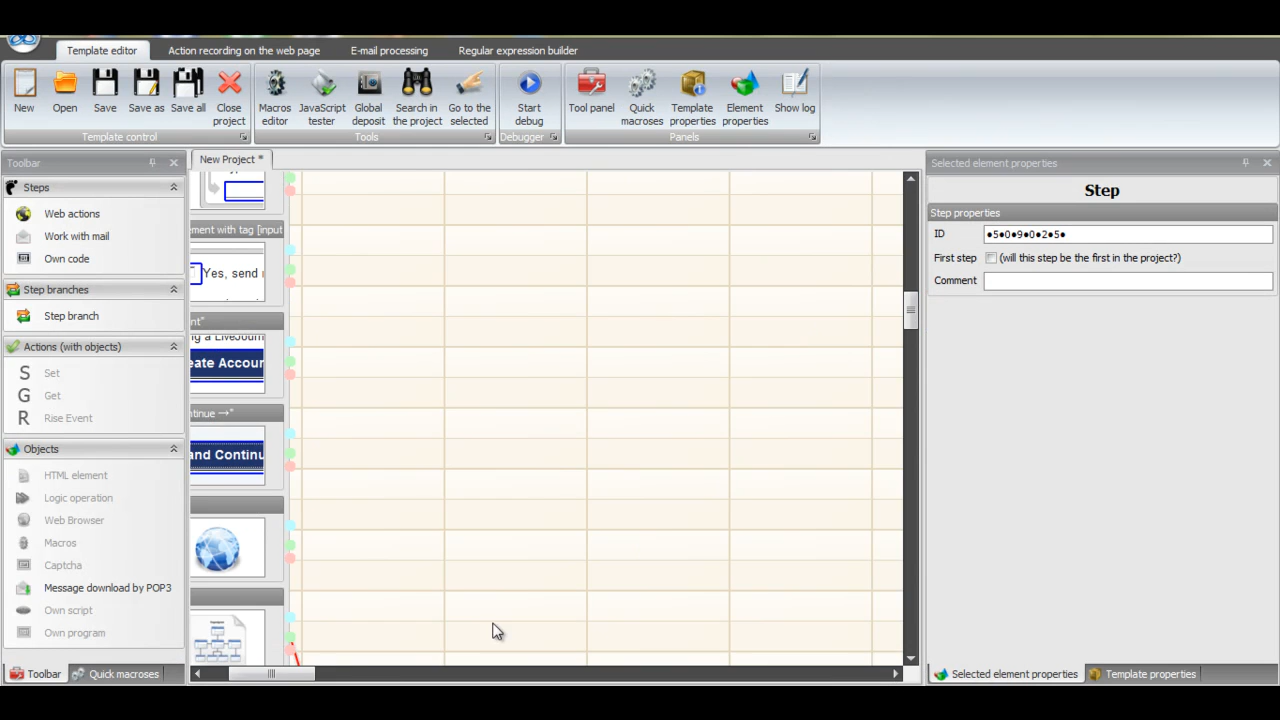 Template editor
Action recording on the web page
E-mail processing
Regular expression builder
New
Open
Save
Save as
Save all
Close project
Macros editor
JavaScript tester
Global deposit
Search in the project
Go to the selected
Start debug
Tool panel
Quick macroses
Template properties
Element properties
Show log
Template control
Tools
Debugger
Panels
Toolbar
Steps
Web actions
Work with mail
Own code
Step branches
Step branch
Actions (with objects)
S Set
G Get
R Rise Event
Objects
HTML element
Logic operation
Web Browser
Macros
Captcha
Message download by POP3
Own script
Own program
Toolbar
Quick macroses
New Project *
ement with tag [input
Yes, send
nt"
g a LiveJourn
eate Accour
ntinue →"
and Continu
Selected element properties
Step
Step properties
ID
•5•0•9•0•2•5•
First step
(will this step be the first in the project?)
Comment
Selected element properties
Template properties